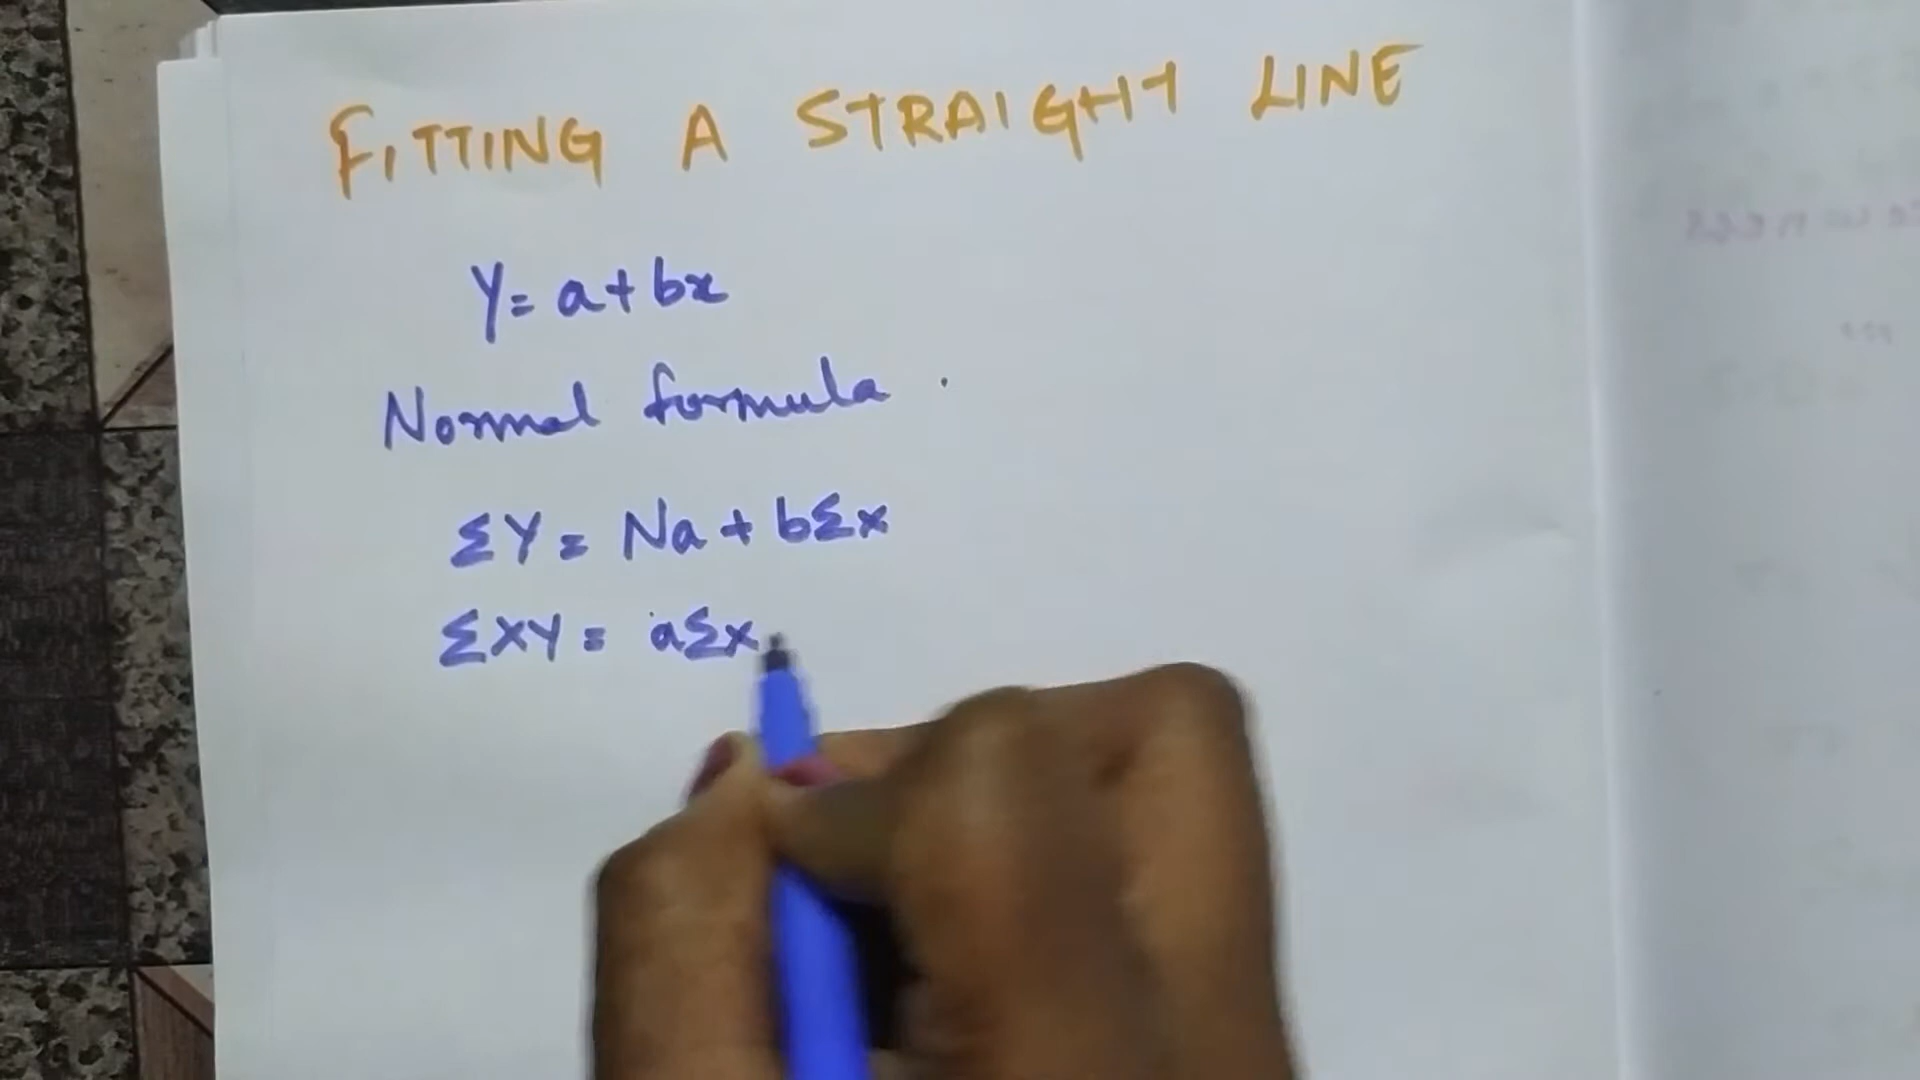 FITTING A STRAIGHT LINE
Y = a + bx
Normal formula
ΣY = Na + bΣx
ΣXY = aΣx